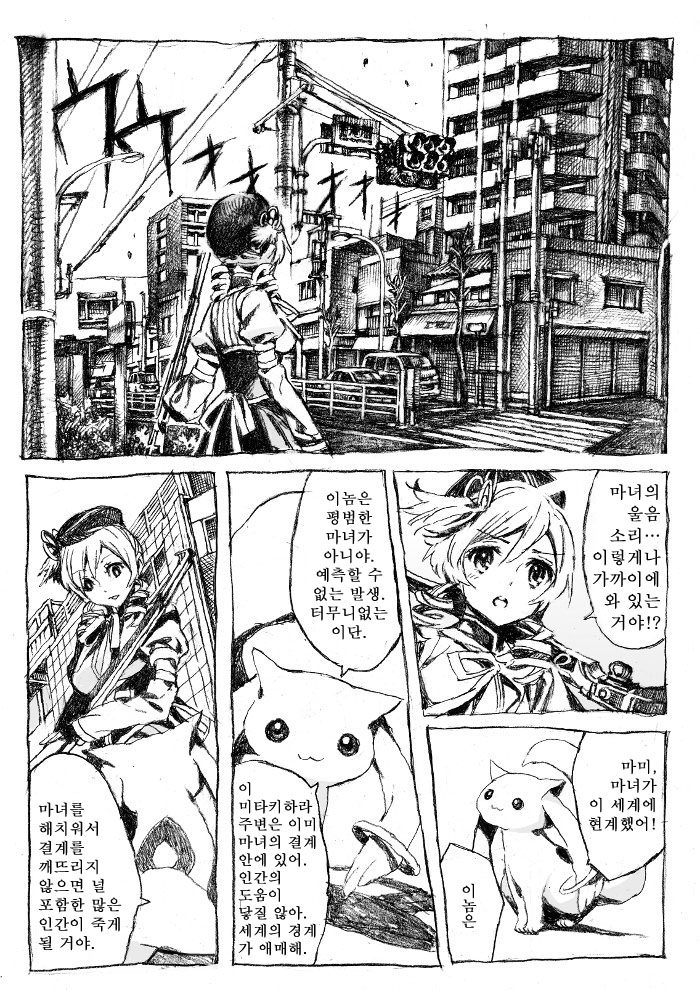 ウウォォォォ
마녀의
울음
소리…
이렇게나
가까이에
와 있는
거야!?
마미,
마녀가
이 세계에
현계했어!
이놈은
이놈은
평범한
마녀가
아니야.
예측할 수
없는 발생.
터무니없는
이단.
이
미타키하라
주변은 이미
마녀의 결계
안에 있어.
인간의
도움이
닿질 않아.
세계의 경계
가 애매해.
마녀를
해치워서
결계를
깨뜨리지
않으면 널
포함한 많은
인간이 죽게
될 거야.